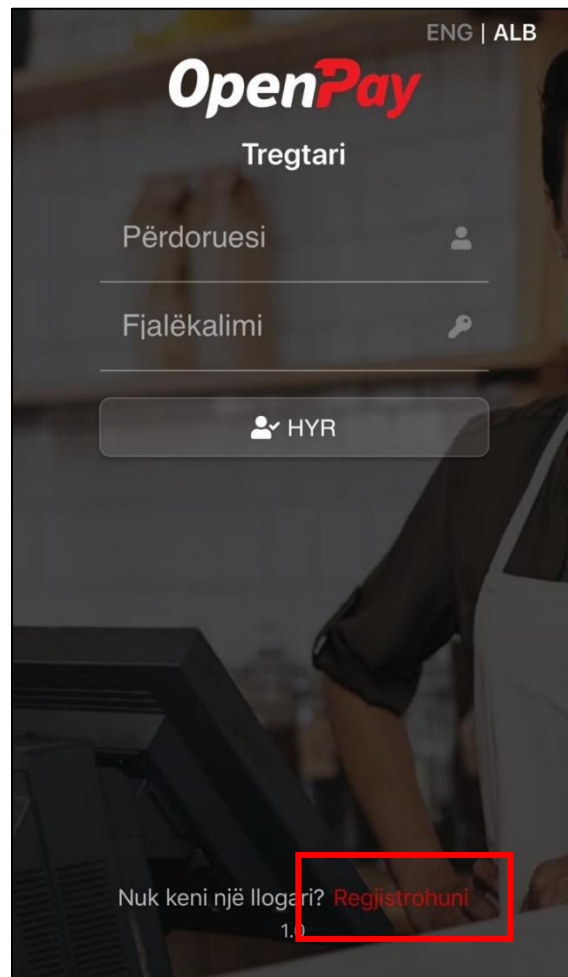 ENG | ALB
OpenPay
Tregtari
Përdoruesi
Fjalëkalimi
HYR
Nuk keni një llogari? Regjistrohuni
1.0